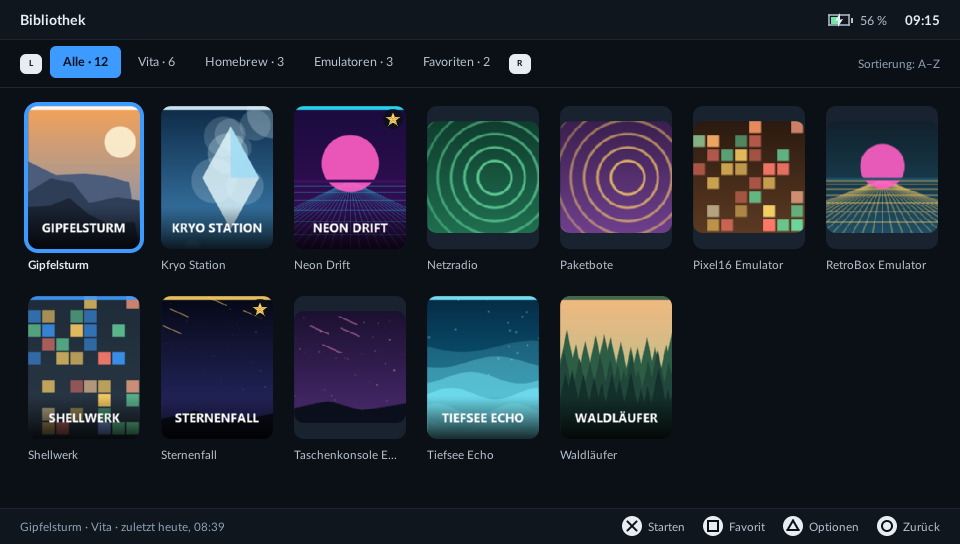 Bibliothek 56 % 09:15
L Alle · 12 Vita · 6 Homebrew · 3 Emulatoren · 3 Favoriten · 2 R Sortierung: A–Z
GIPFELSTURM KRYO STATION NEON DRIFT
Gipfelsturm Kryo Station Neon Drift Netzradio Paketbote Pixel16 Emulator RetroBox Emulator
SHELLWERK STERNENFALL TIEFSEE ECHO WALDLÄUFER
Shellwerk Sternenfall Taschenkonsole E... Tiefsee Echo Waldläufer
Gipfelsturm · Vita · zuletzt heute, 08:39 Starten Favorit Optionen Zurück